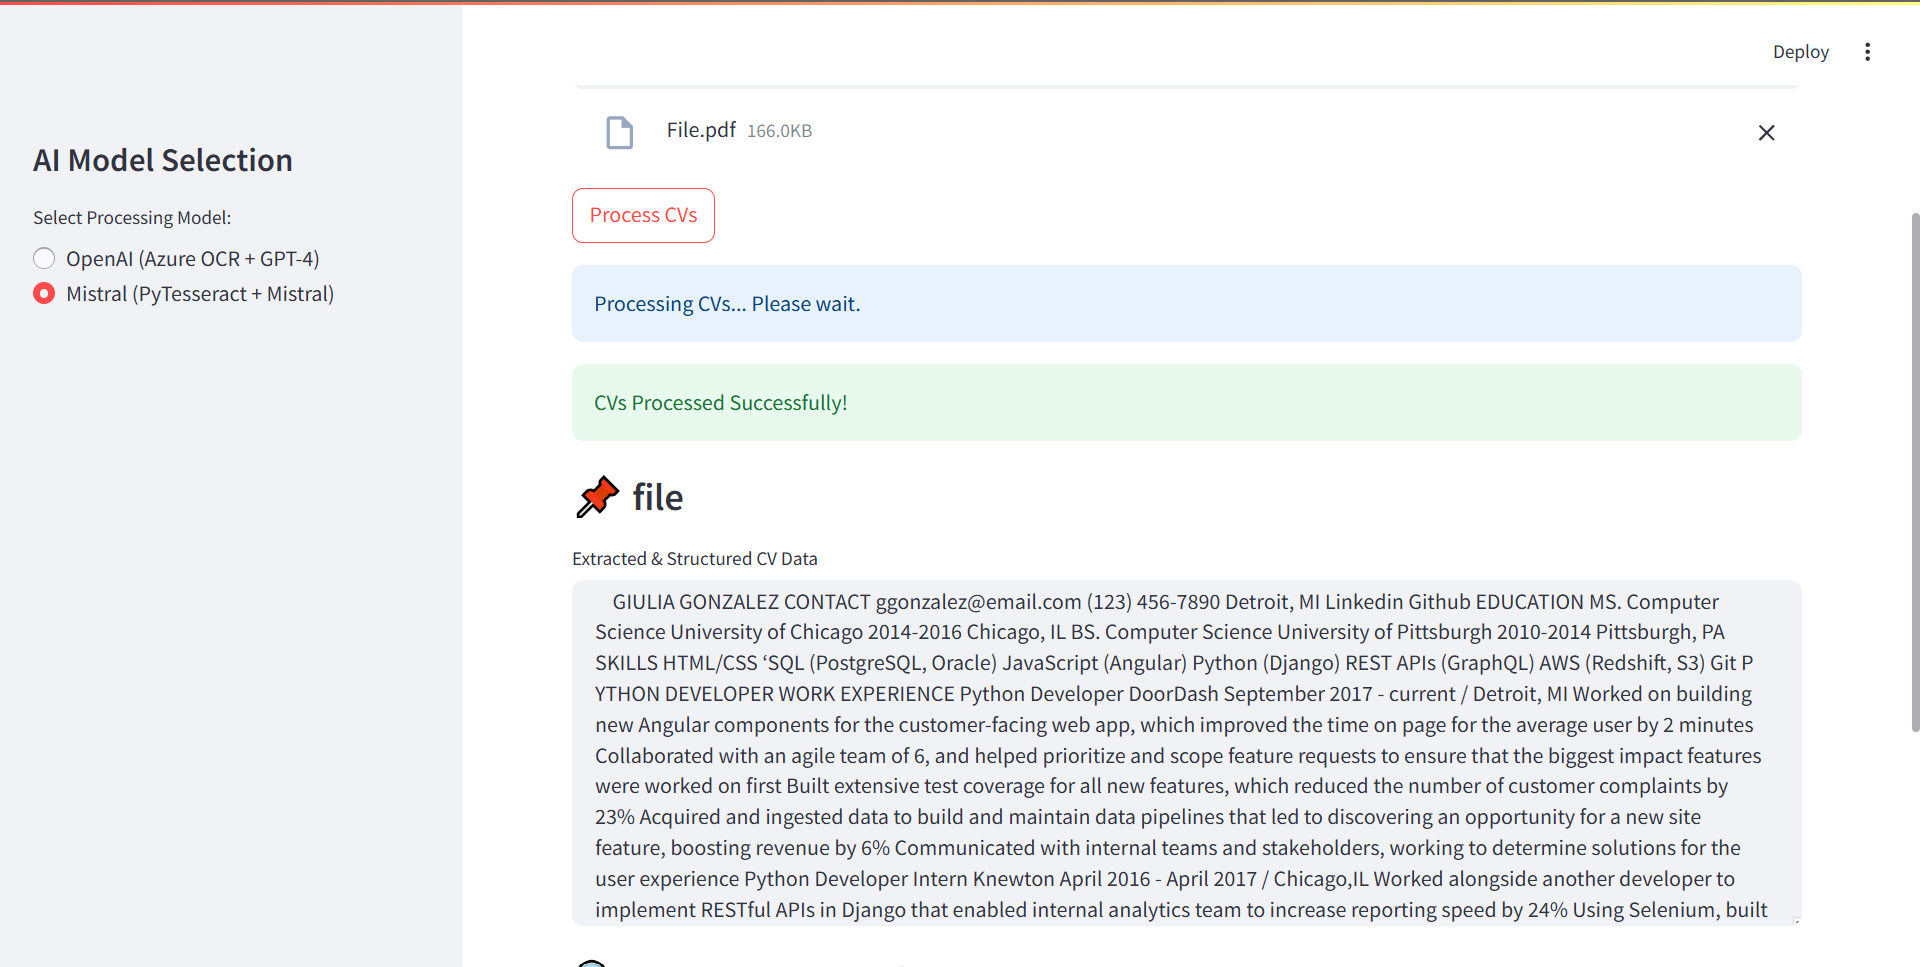 Deploy
AI Model Selection
Select Processing Model:
OpenAI (Azure OCR + GPT-4)
Mistral (PyTesseract + Mistral)
File.pdf 166.0KB
Process CVs
Processing CVs... Please wait.
CVs Processed Successfully!
file
Extracted & Structured CV Data
GIULIA GONZALEZ CONTACT ggonzalez@email.com (123) 456-7890 Detroit, MI Linkedin Github EDUCATION MS. Computer
Science University of Chicago 2014-2016 Chicago, IL BS. Computer Science University of Pittsburgh 2010-2014 Pittsburgh, PA
SKILLS HTML/CSS ‘SQL (PostgreSQL, Oracle) JavaScript (Angular) Python (Django) REST APIs (GraphQL) AWS (Redshift, S3) Git P
YTHON DEVELOPER WORK EXPERIENCE Python Developer DoorDash September 2017 - current / Detroit, MI Worked on building
new Angular components for the customer-facing web app, which improved the time on page for the average user by 2 minutes
Collaborated with an agile team of 6, and helped prioritize and scope feature requests to ensure that the biggest impact features
were worked on first Built extensive test coverage for all new features, which reduced the number of customer complaints by
23% Acquired and ingested data to build and maintain data pipelines that led to discovering an opportunity for a new site
feature, boosting revenue by 6% Communicated with internal teams and stakeholders, working to determine solutions for the
user experience Python Developer Intern Knewton April 2016 - April 2017 / Chicago,IL Worked alongside another developer to
implement RESTful APIs in Django that enabled internal analytics team to increase reporting speed by 24% Using Selenium, built